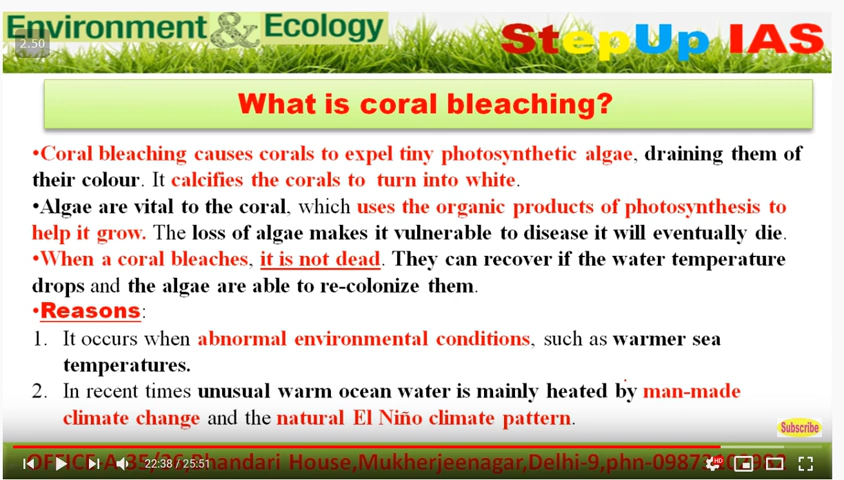 Environment & Ecology
2.50
StepUp IAS
What is coral bleaching?
•Coral bleaching causes corals to expel tiny photosynthetic algae, draining them of
their colour. It calcifies the corals to turn into white.
•Algae are vital to the coral, which uses the organic products of photosynthesis to
help it grow. The loss of algae makes it vulnerable to disease it will eventually die.
•When a coral bleaches, it is not dead. They can recover if the water temperature
drops and the algae are able to re-colonize them.
•Reasons:
1. It occurs when abnormal environmental conditions, such as warmer sea
temperatures.
2. In recent times unusual warm ocean water is mainly heated by man-made
climate change and the natural El Niño climate pattern.
Subscribe
OFFICE House,Mukherjeenagar,Delhi-9,phn-
22:38 / 25:51
HD